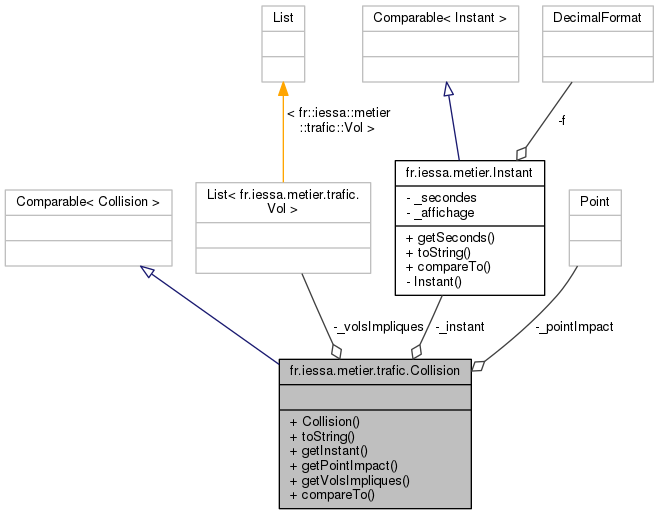 List
Comparable< Instant >
DecimalFormat
< fr::iessa::metier
::trafic::Vol >
-f
Comparable< Collision >
List< fr.iessa.metier.trafic.
Vol >
fr.iessa.metier.Instant
- _secondes
- _affichage
+ getSeconds()
+ toString()
+ compareTo()
- Instant()
Point
-_volsImpliques
-_instant
-_pointImpact
fr.iessa.metier.trafic.Collision
+ Collision()
+ toString()
+ getInstant()
+ getPointImpact()
+ getVolsImpliques()
+ compareTo()